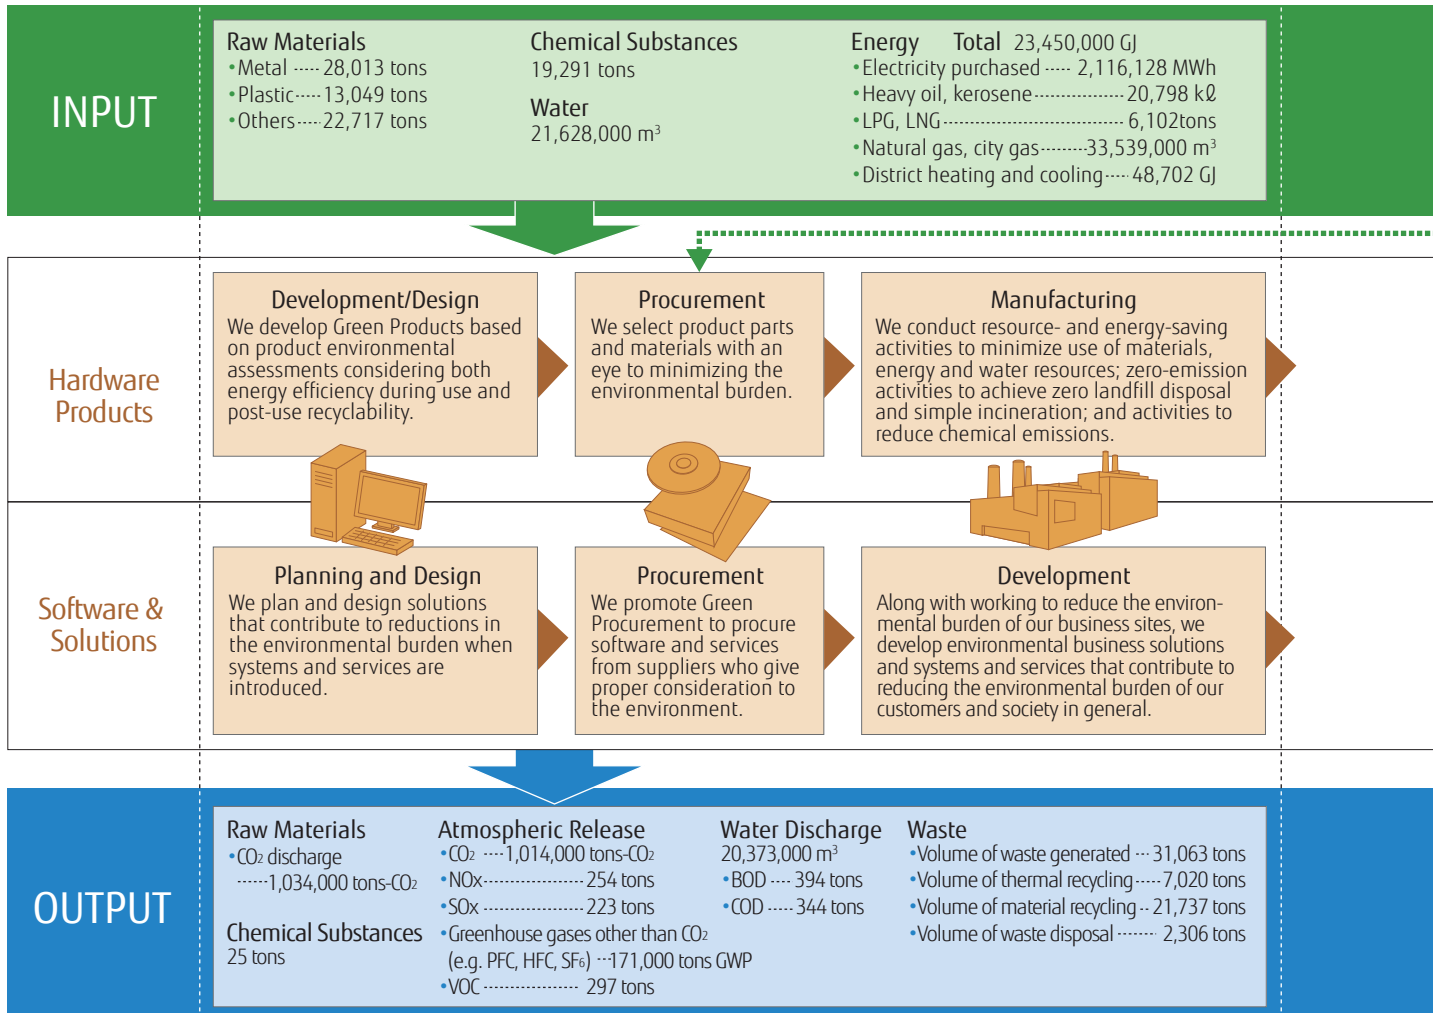 INPUT
Raw Materials
•Metal ····· 28,013 tons
•Plastic····· 13,049 tons
•Others····· 22,717 tons
Chemical Substances
19,291 tons
Water
21,628,000 m³
Energy Total 23,450,000 GJ
•Electricity purchased ····· 2,116,128 MWh
•Heavy oil, kerosene················· 20,798 kℓ
•LPG, LNG································· 6,102tons
•Natural gas, city gas·········33,539,000 m³
•District heating and cooling····· 48,702 GJ
Hardware
Products
Development/Design
We develop Green Products based
on product environmental
assessments considering both
energy efficiency during use and
post-use recyclability.
Procurement
We select product parts
and materials with an
eye to minimizing the
environmental burden.
Manufacturing
We conduct resource- and energy-saving
activities to minimize use of materials,
energy and water resources; zero-emission
activities to achieve zero landfill disposal
and simple incineration; and activities to
reduce chemical emissions.
Software &
Solutions
Planning and Design
We plan and design solutions
that contribute to reductions in
the environmental burden when
systems and services are
introduced.
Procurement
We promote Green
Procurement to procure
software and services
from suppliers who give
proper consideration to
the environment.
Development
Along with working to reduce the environ-
mental burden of our business sites, we
develop environmental business solutions
and systems and services that contribute to
reducing the environmental burden of our
customers and society in general.
OUTPUT
Raw Materials
•CO₂ discharge
······1,034,000 tons-CO₂
Chemical Substances
25 tons
Atmospheric Release
•CO₂ ····1,014,000 tons-CO₂
•NOx··················· 254 tons
•SOx ··················· 223 tons
•Greenhouse gases other than CO₂
(e.g. PFC, HFC, SF₆) ···171,000 tons GWP
•VOC ·················· 297 tons
Water Discharge
20,373,000 m³
•BOD ···· 394 tons
•COD ····· 344 tons
Waste
•Volume of waste generated ··· 31,063 tons
•Volume of thermal recycling····· 7,020 tons
•Volume of material recycling·· 21,737 tons
•Volume of waste disposal ······· 2,306 tons